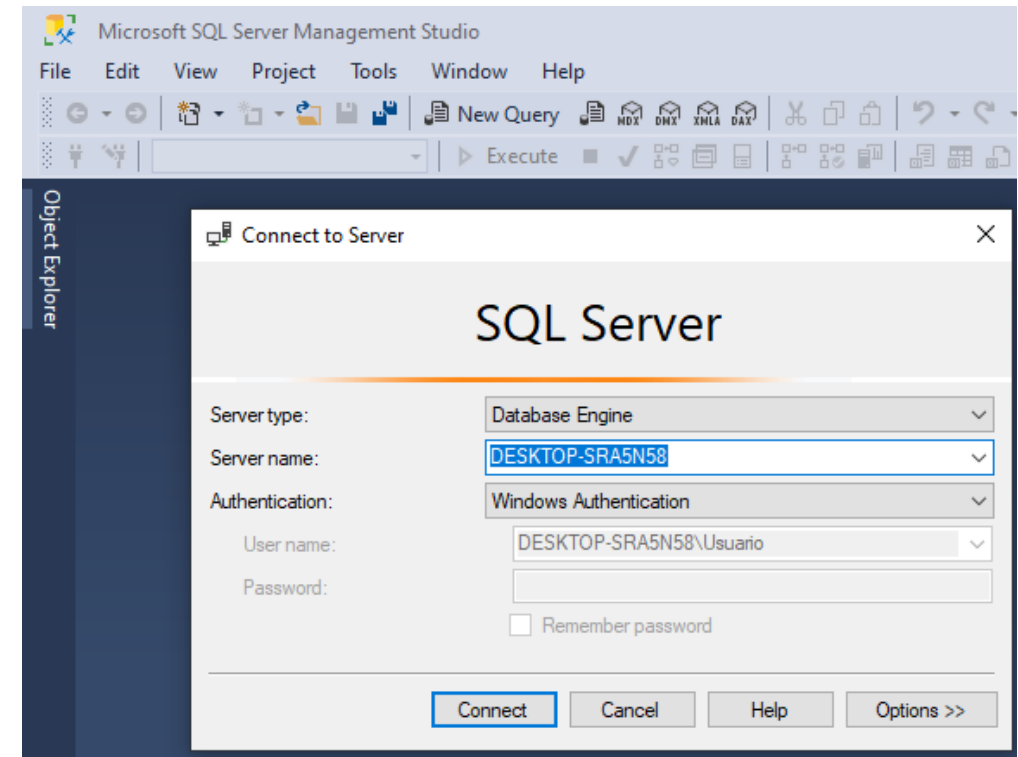 Microsoft SQL Server Management Studio
File Edit View Project Tools Window Help
New Query MDX DMX XMLA DAX
Execute
Object Explorer
Connect to Server
SQL Server
Server type: Database Engine
Server name: DESKTOP-SRA5N58
Authentication: Windows Authentication
User name: DESKTOP-SRA5N58\Usuario
Password:
Remember password
Connect Cancel Help Options >>